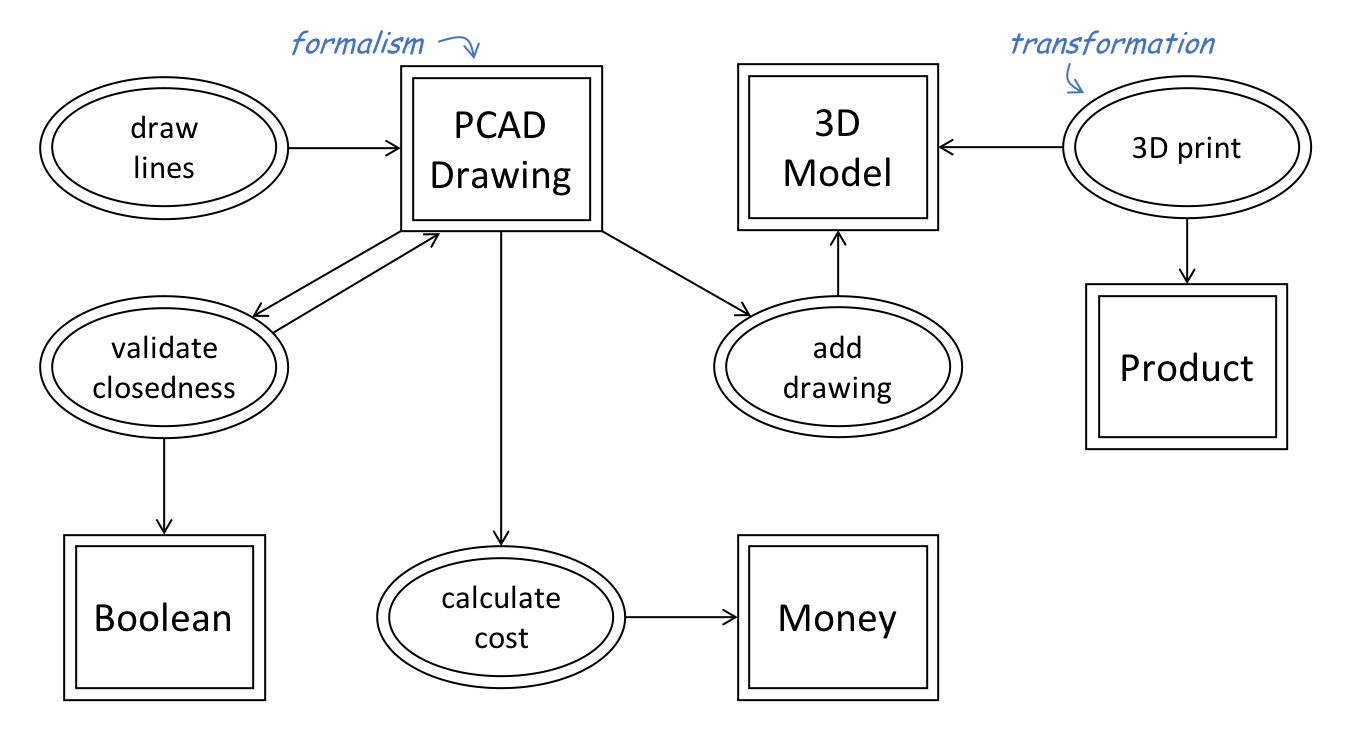 formalism
transformation
draw
lines
PCAD
Drawing
3D
Model
3D print
validate
closedness
add
drawing
Product
Boolean
calculate
cost
Money